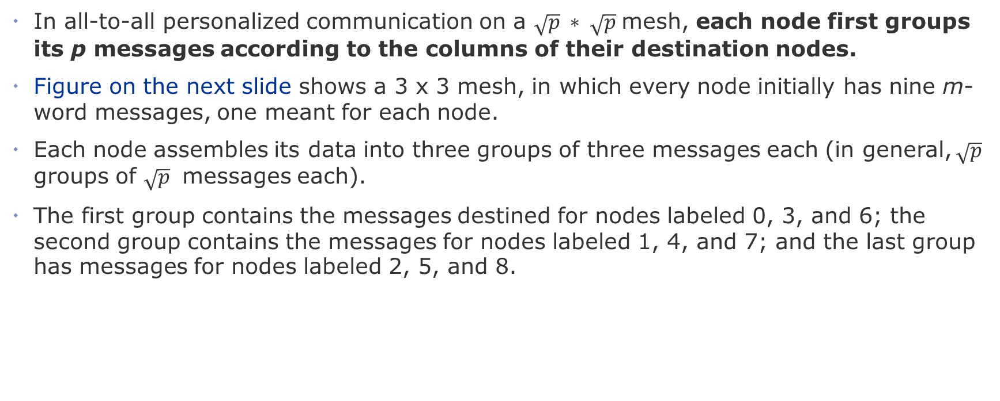 • In all-to-all personalized communication on a √p * √p mesh, each node first groups
its p messages according to the columns of their destination nodes.
• Figure on the next slide shows a 3 x 3 mesh, in which every node initially has nine m-
word messages, one meant for each node.
• Each node assembles its data into three groups of three messages each (in general, √p
groups of √p messages each).
• The first group contains the messages destined for nodes labeled 0, 3, and 6; the
second group contains the messages for nodes labeled 1, 4, and 7; and the last group
has messages for nodes labeled 2, 5, and 8.